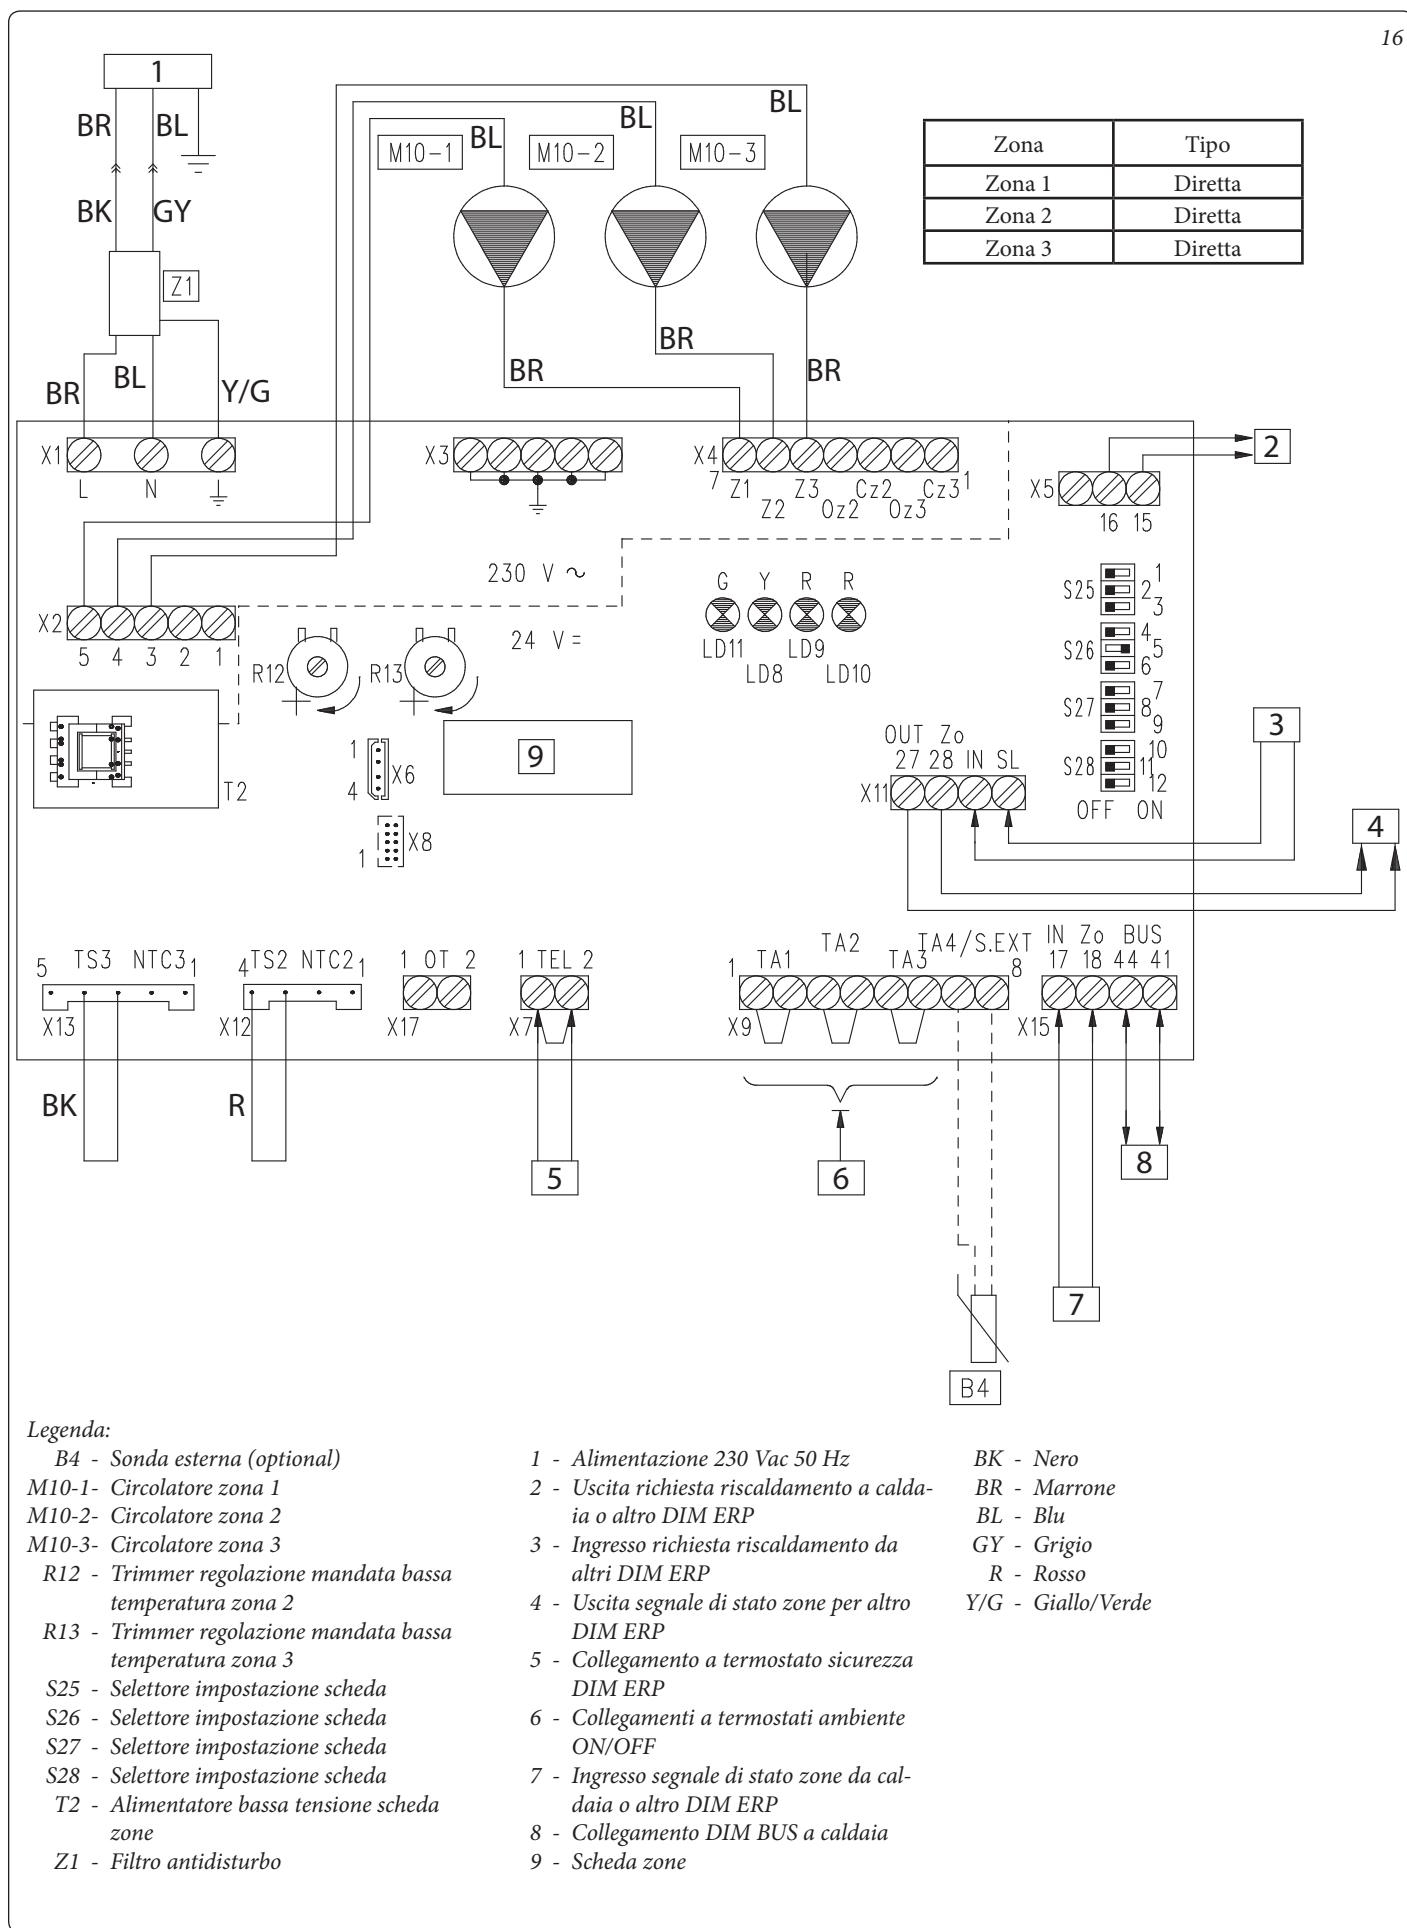 16
1
BR BL
BL BL BL
M10-1 M10-2 M10-3
Zona Tipo
Zona 1 Diretta
Zona 2 Diretta
Zona 3 Diretta
BK GY
Z1
BR BL Y/G
BR BR BR
X1
L N
X3
X4
7 Z1 Z3 Cz2 Cz3 1
Z2 Oz2 Oz3
X5
16 15
2
230 V ~
24 V =
X2
5 4 3 2 1
R12 R13
G Y R R
LD11 LD9
LD8 LD10
S25 1 2 3
S26 4 5 6
S27 7 8 9
S28 10 11 12
OFF ON
T2
1 X6
4
1 X8
9
OUT Zo
27 28 IN SL
X11
3
4
5 TS3 NTC3 1
X13
4 TS2 NTC2 1
X12
1 OT 2
X17
1 TEL 2
X7
1 TA1 TA2 TA3 TA4/S.EXT 8
X9
IN Zo BUS
17 18 44 41
X15
BK R
5
6
8
7
B4
Legenda:
B4 - Sonda esterna (optional)
M10-1- Circolatore zona 1
M10-2- Circolatore zona 2
M10-3- Circolatore zona 3
R12 - Trimmer regolazione mandata bassa
temperatura zona 2
R13 - Trimmer regolazione mandata bassa
temperatura zona 3
S25 - Selettore impostazione scheda
S26 - Selettore impostazione scheda
S27 - Selettore impostazione scheda
S28 - Selettore impostazione scheda
T2 - Alimentatore bassa tensione scheda
zone
Z1 - Filtro antidisturbo
1 - Alimentazione 230 Vac 50 Hz
2 - Uscita richiesta riscaldamento a calda-
ia o altro DIM ERP
3 - Ingresso richiesta riscaldamento da
altri DIM ERP
4 - Uscita segnale di stato zone per altro
DIM ERP
5 - Collegamento a termostato sicurezza
DIM ERP
6 - Collegamenti a termostati ambiente
ON/OFF
7 - Ingresso segnale di stato zone da cal-
daia o altro DIM ERP
8 - Collegamento DIM BUS a caldaia
9 - Scheda zone
BK - Nero
BR - Marrone
BL - Blu
GY - Grigio
R - Rosso
Y/G - Giallo/Verde